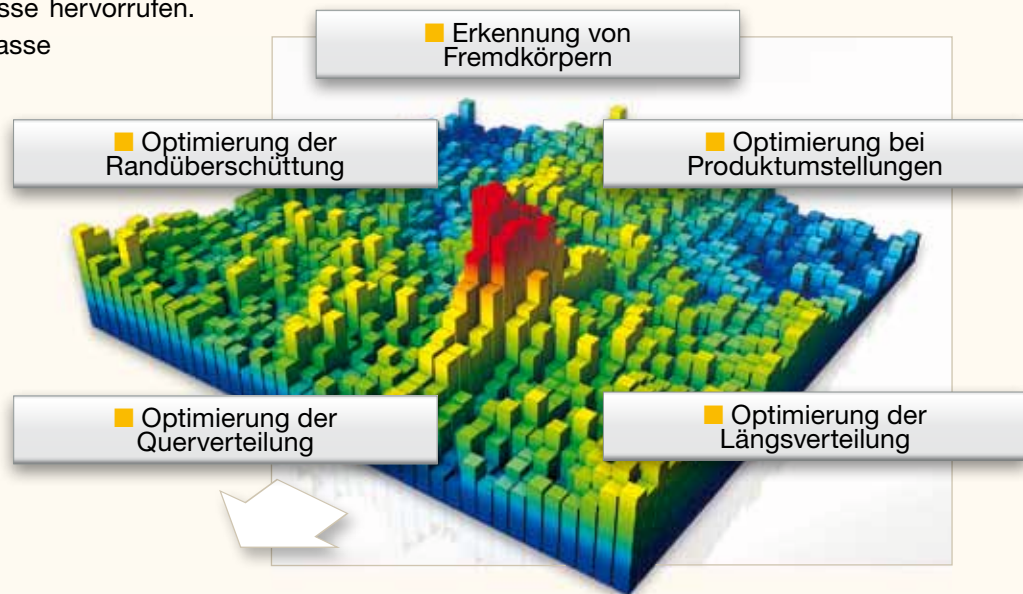 sse hervorrufen.
asse
■ Erkennung von
Fremdkörpern
■ Optimierung der
Randüberschüttung
■ Optimierung bei
Produktumstellungen
■ Optimierung der
Querverteilung
■ Optimierung der
Längsverteilung